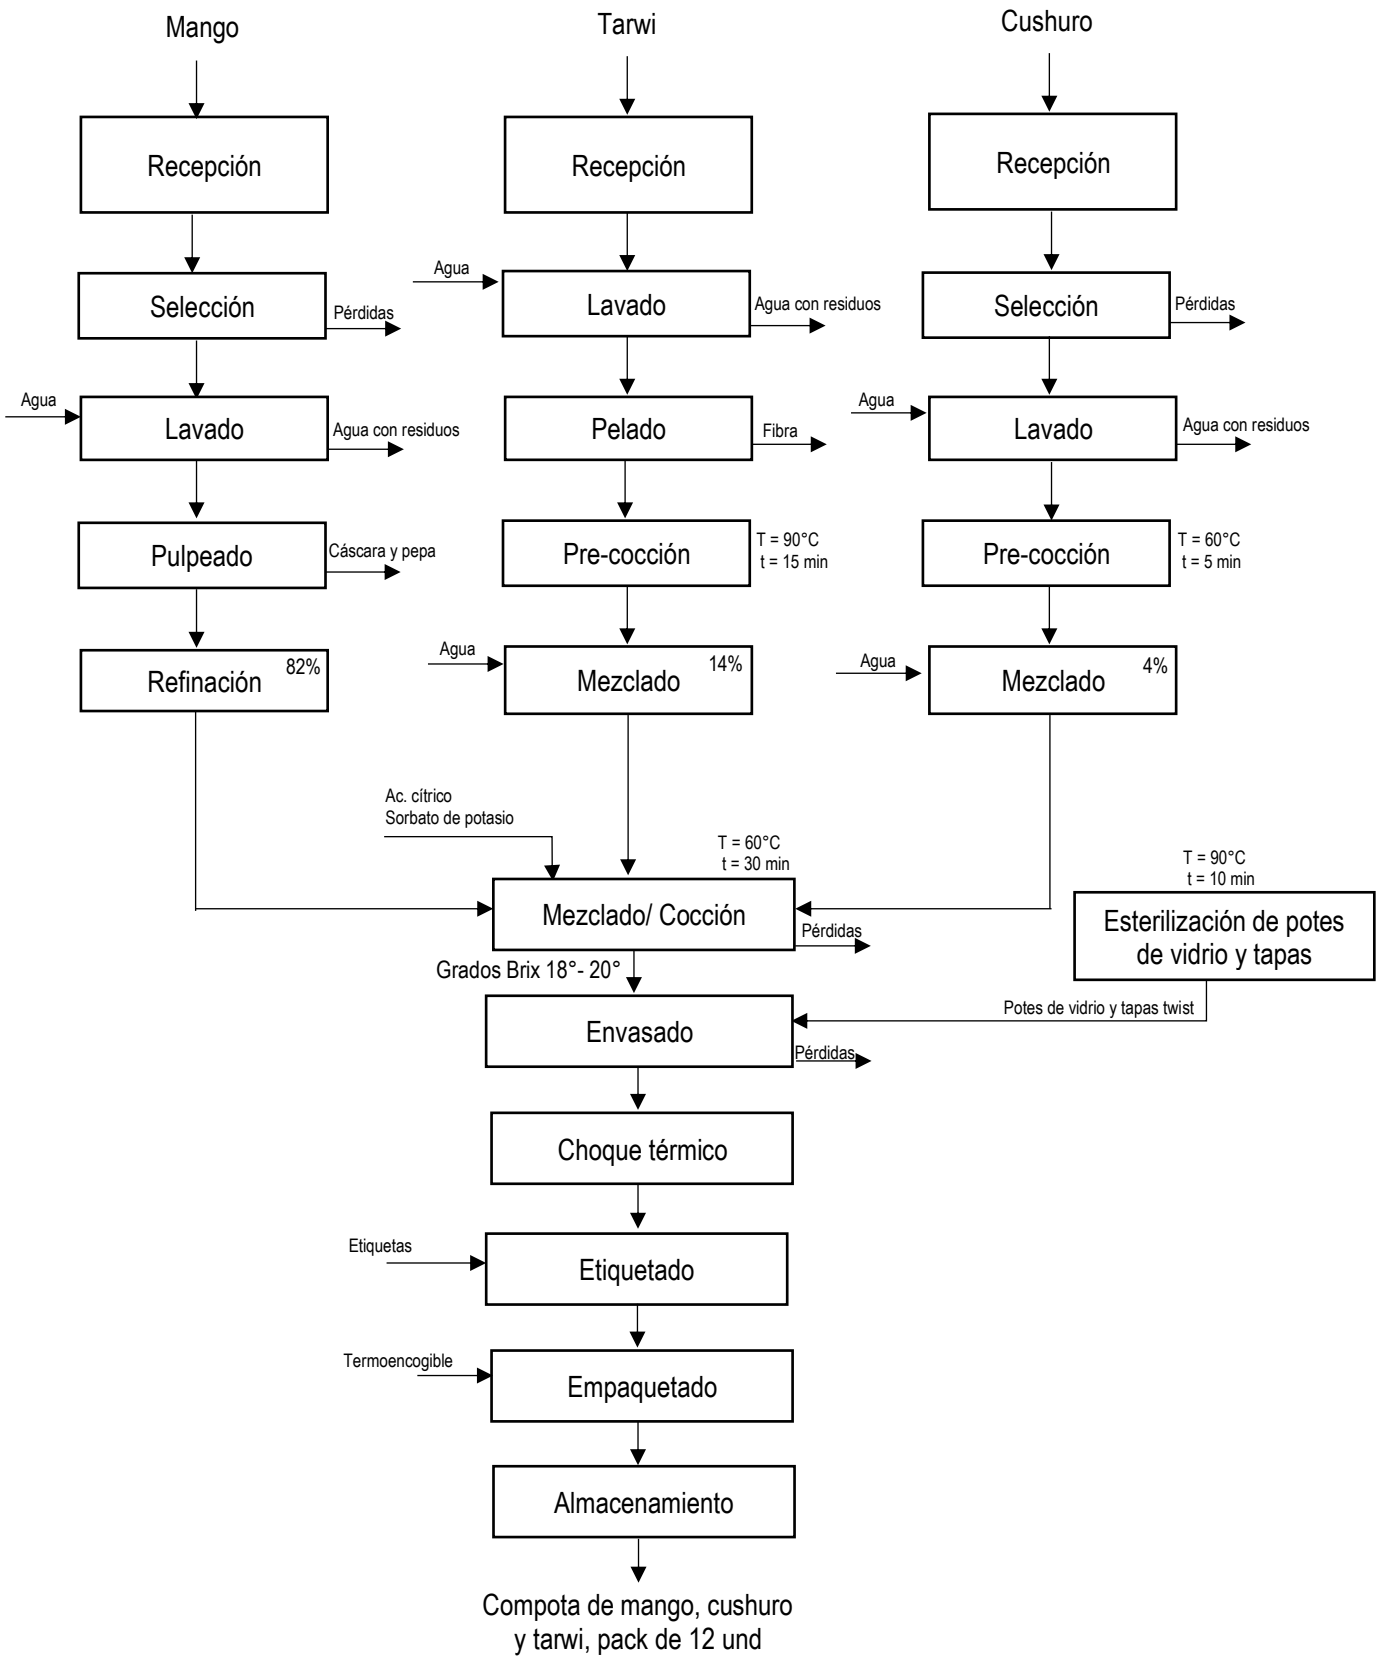 Mango
Tarwi
Cushuro
Recepción
Recepción
Recepción
Selección
Pérdidas
Agua
Lavado
Agua con residuos
Selección
Pérdidas
Agua
Lavado
Agua con residuos
Pelado
Fibra
Agua
Lavado
Agua con residuos
Pulpeado
Cáscara y pepa
Pre-cocción
T = 90°C
t = 15 min
Pre-cocción
T = 60°C
t = 5 min
Refinación
82%
Agua
Mezclado
14%
Agua
Mezclado
4%
Ac. cítrico
Sorbato de potasio
T = 60°C
t = 30 min
Mezclado/ Cocción
Pérdidas
T = 90°C
t = 10 min
Esterilización de potes
de vidrio y tapas
Grados Brix 18°- 20°
Potes de vidrio y tapas twist
Envasado
Pérdidas
Choque térmico
Etiquetas
Etiquetado
Termoencogible
Empaquetado
Almacenamiento
Compota de mango, cushuro
y tarwi, pack de 12 und